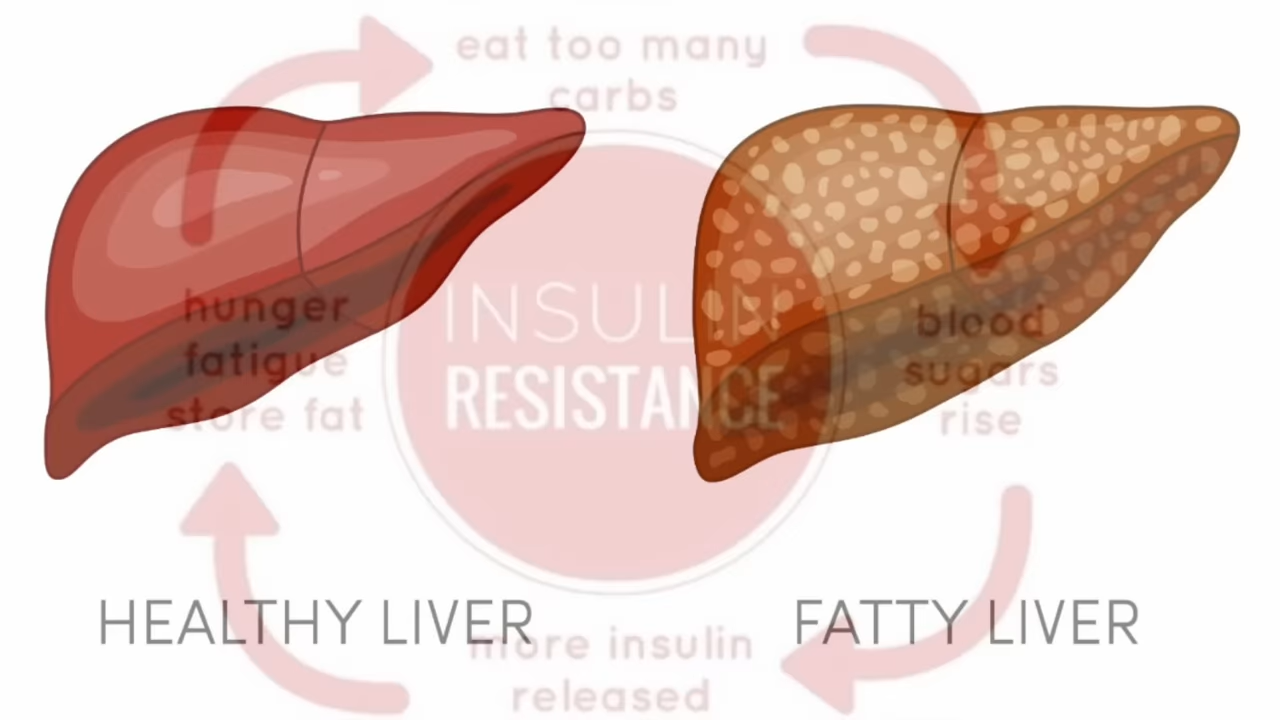 eat too many
carbs
INSULIN
RESISTANCE
hunger
fatigue
store fat
blood
sugars
rise
HEALTHY LIVER
FATTY LIVER
more insulin
released